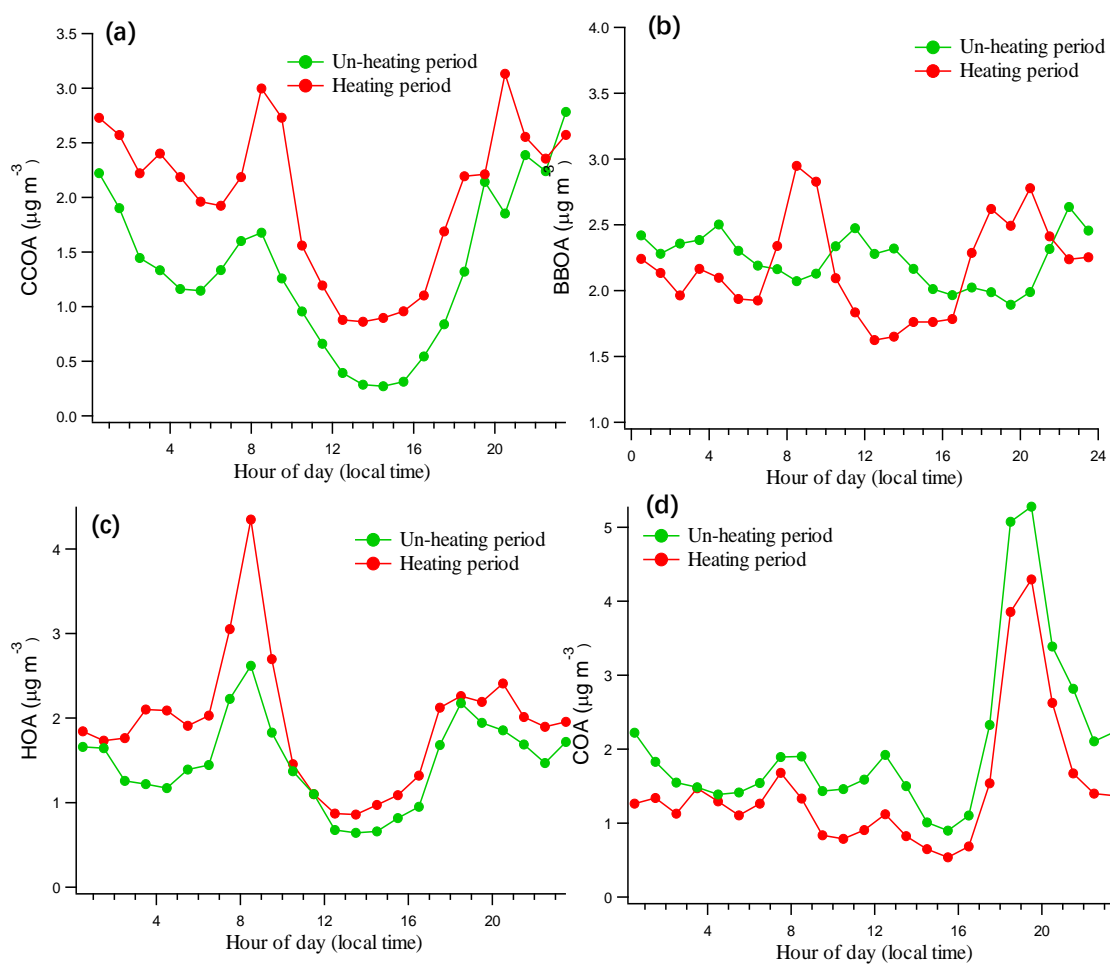 (a)
Un-heating period
Heating period
3.5
3.0
2.5
2.0
1.5
1.0
0.5
0.0
CCOA (μg m⁻³)
4
8
12
16
20
Hour of day (local time)
(b)
Un-heating period
Heating period
4.0
3.5
3.0
2.5
2.0
1.5
1.0
BBOA (μg m⁻³)
0
4
8
12
16
20
24
Hour of day (local time)
(c)
Un-heating period
Heating period
4
3
2
1
0
HOA (μg m⁻³)
4
8
12
16
20
Hour of day (local time)
(d)
Un-heating period
Heating period
5
4
3
2
1
0
COA (μg m⁻³)
4
8
12
16
20
Hour of day (local time)